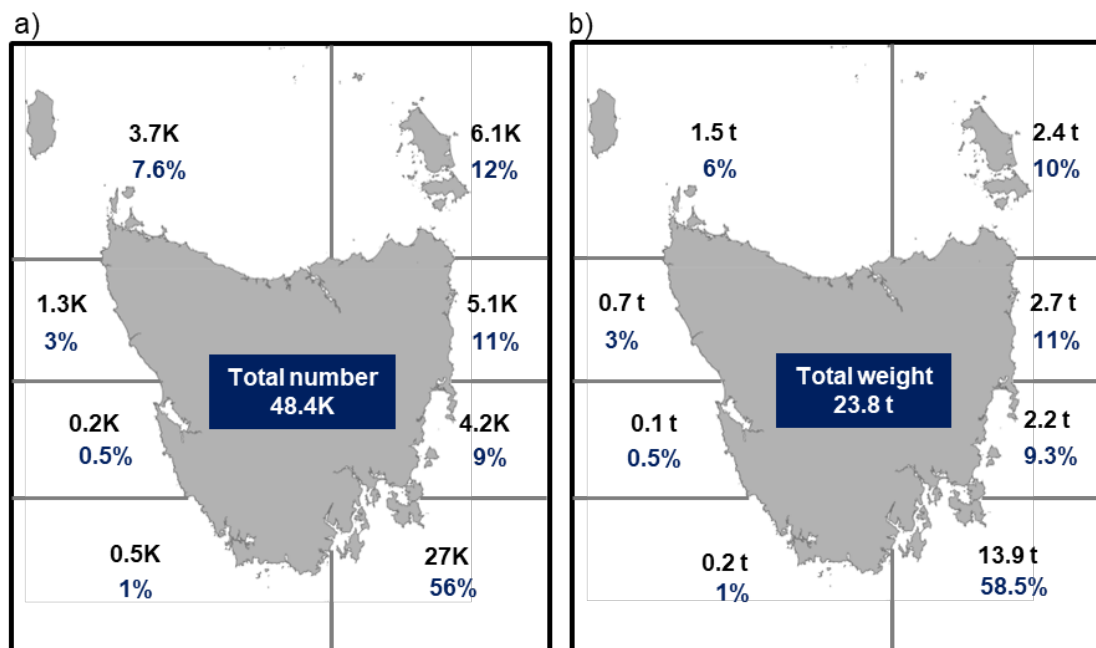 a)
3.7K
7.6%
6.1K
12%
1.3K
3%
5.1K
11%
Total number
48.4K
0.2K
0.5%
4.2K
9%
0.5K
1%
27K
56%
b)
1.5 t
6%
2.4 t
10%
0.7 t
3%
2.7 t
11%
Total weight
23.8 t
0.1 t
0.5%
2.2 t
9.3%
0.2 t
1%
13.9 t
58.5%